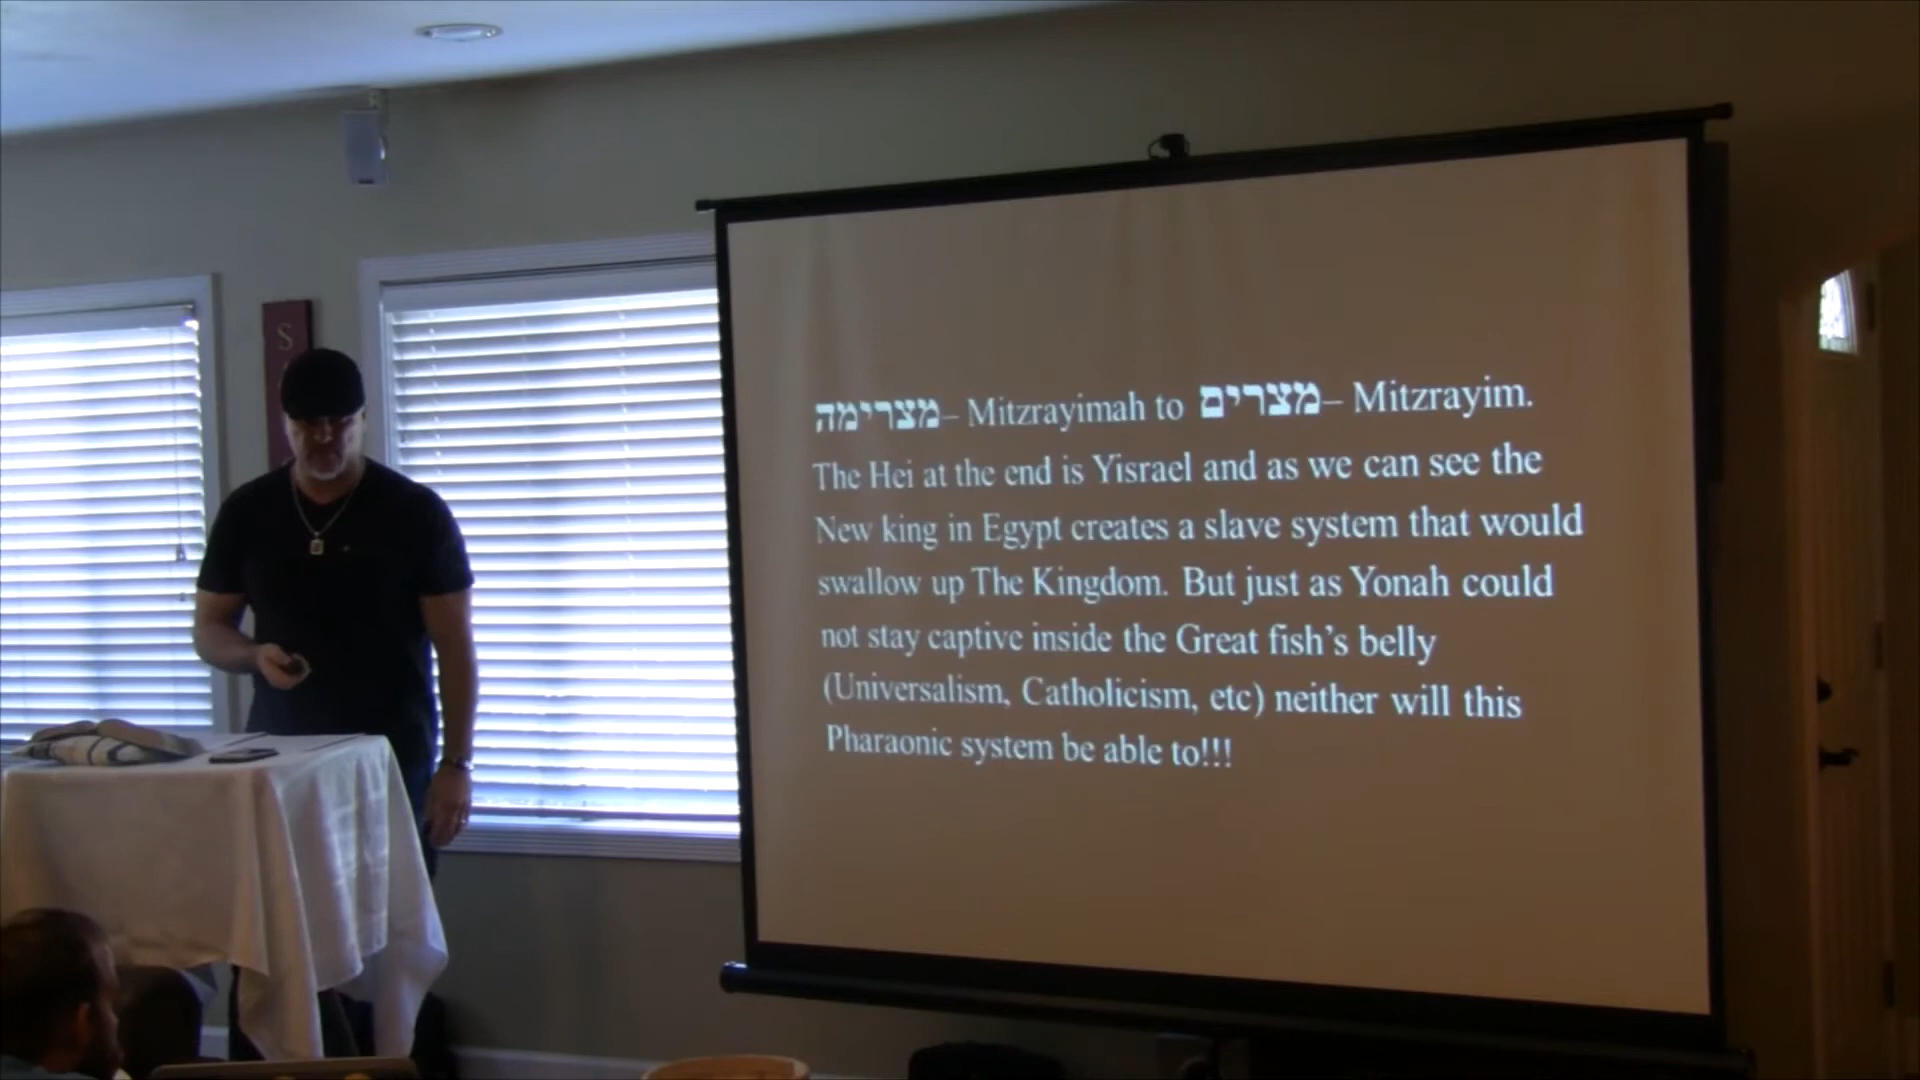 S
מצרימה– Mitzrayimah to מצרים– Mitzrayim.
The Hei at the end is Yisrael and as we can see the
New king in Egypt creates a slave system that would
swallow up The Kingdom. But just as Yonah could
not stay captive inside the Great fish’s belly
(Universalism, Catholicism, etc) neither will this
Pharaonic system be able to!!!